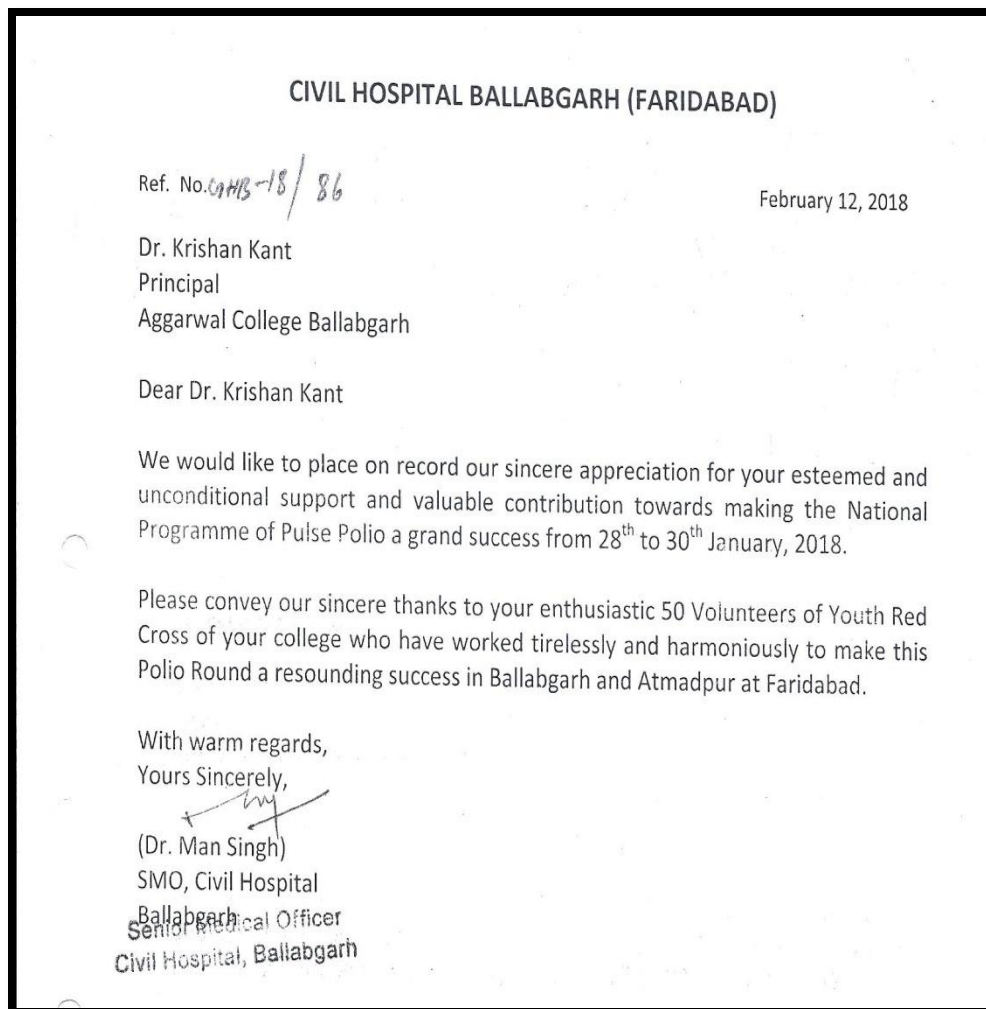 CIVIL HOSPITAL BALLABGARH (FARIDABAD)
Ref. No. GHB-18/86
February 12, 2018
Dr. Krishan Kant
Principal
Aggarwal College Ballabgarh
Dear Dr. Krishan Kant
We would like to place on record our sincere appreciation for your esteemed and
unconditional support and valuable contribution towards making the National
Programme of Pulse Polio a grand success from 28th to 30th January, 2018.
Please convey our sincere thanks to your enthusiastic 50 Volunteers of Youth Red
Cross of your college who have worked tirelessly and harmoniously to make this
Polio Round a resounding success in Ballabgarh and Atmadpur at Faridabad.
With warm regards,
Yours Sincerely,
(Dr. Man Singh)
SMO, Civil Hospital
Ballabgarh
Senior Medical Officer
Civil Hospital, Ballabgarh